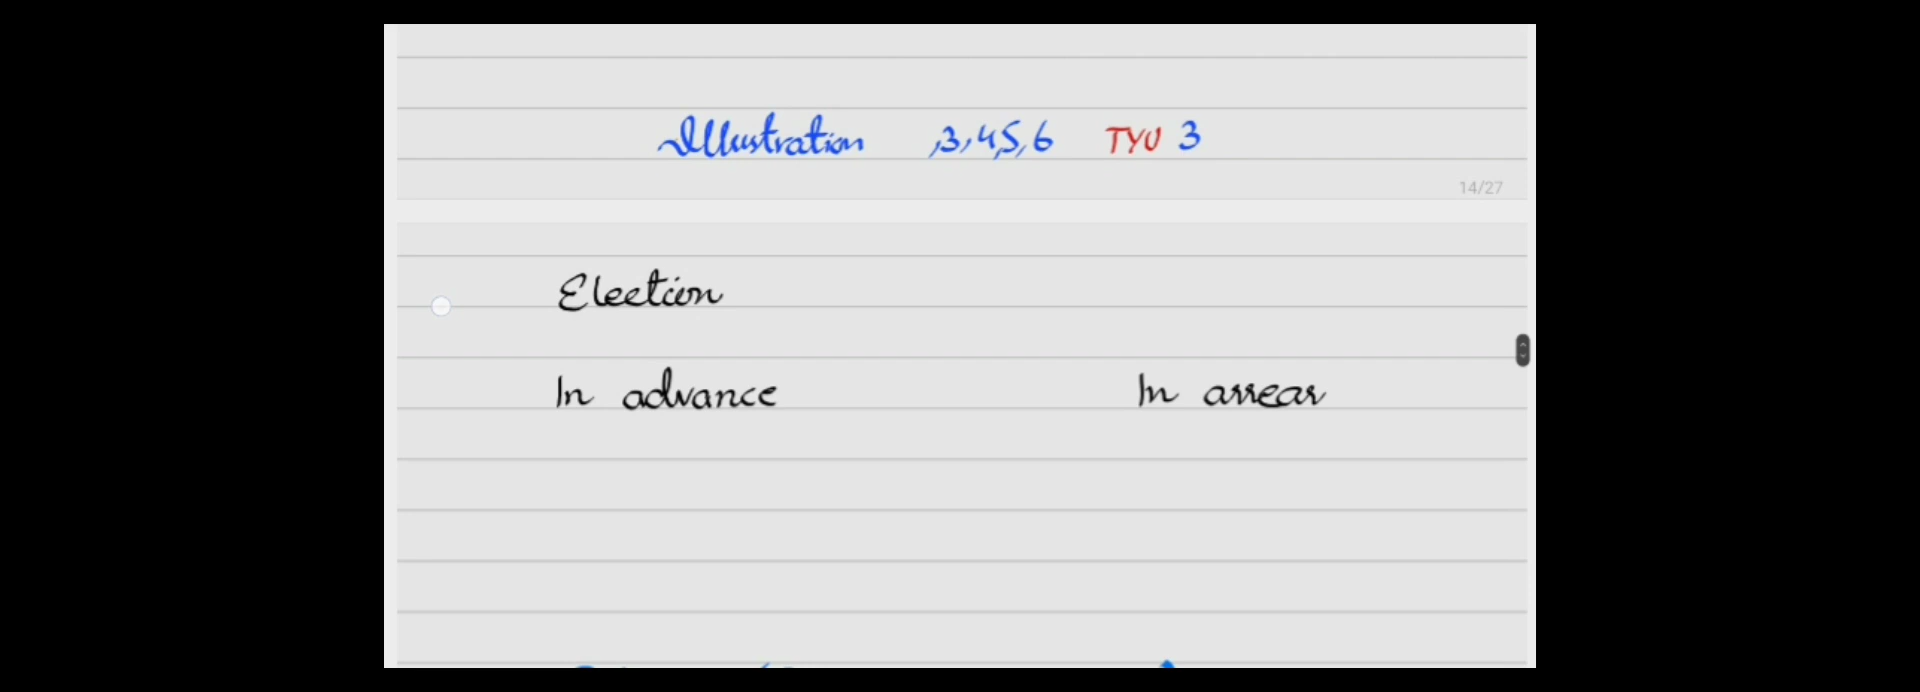 Illustration ,3,4,5,6 TYU 3
14/27
Election
In advance In arrear